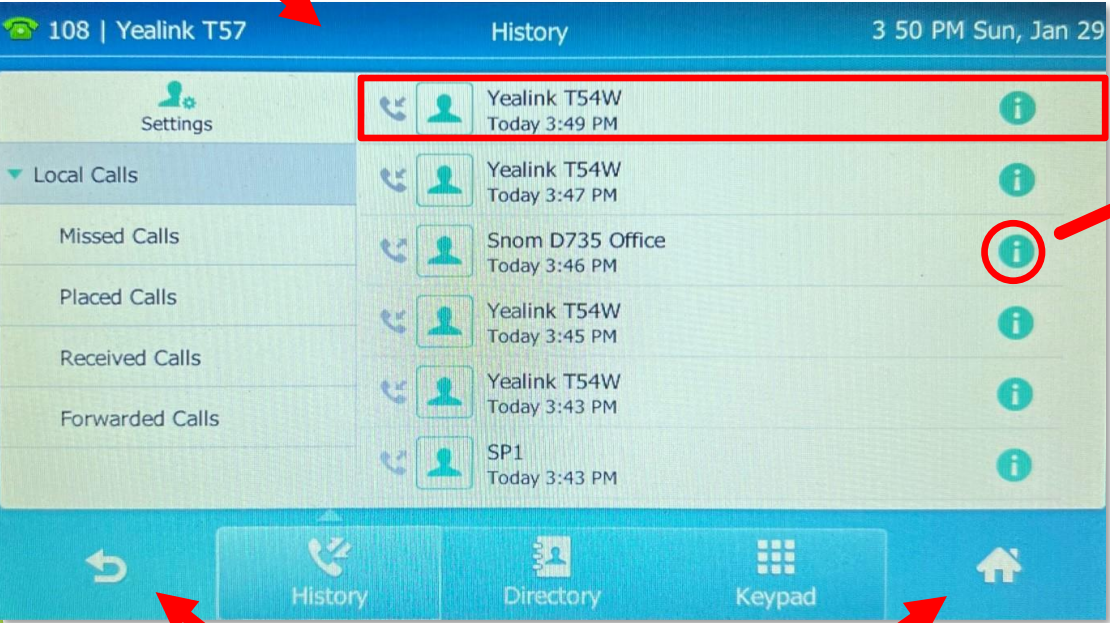 108 | Yealink T57
History
3 50 PM Sun, Jan 29
Settings
Local Calls
Missed Calls
Placed Calls
Received Calls
Forwarded Calls
Yealink T54W
Today 3:49 PM
Yealink T54W
Today 3:47 PM
Snom D735 Office
Today 3:46 PM
Yealink T54W
Today 3:45 PM
Yealink T54W
Today 3:43 PM
SP1
Today 3:43 PM
History
Directory
Keypad